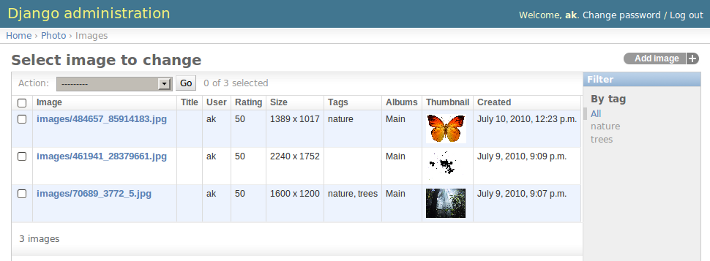 Django administration
Welcome, ak. Change password / Log out
Home › Photo › Images
Select image to change
Add image +
Action: --------- Go 0 of 3 selected
Image Title User Rating Size Tags Albums Thumbnail Created
images/484657_85914183.jpg ak 50 1389 x 1017 nature Main July 10, 2010, 12:23 p.m.
images/461941_28379661.jpg ak 50 2240 x 1752 Main July 9, 2010, 9:09 p.m.
images/70689_3772_5.jpg ak 50 1600 x 1200 nature, trees Main July 9, 2010, 9:07 p.m.
3 images
Filter
By tag
All
nature
trees